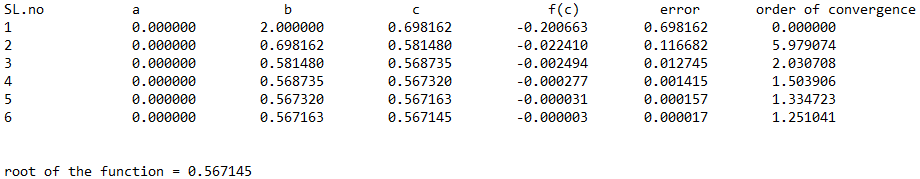 SL.no a b c f(c) error order of convergence
1 0.000000 2.000000 0.698162 -0.200663 0.698162 0.000000
2 0.000000 0.698162 0.581480 -0.022410 0.116682 5.979074
3 0.000000 0.581480 0.568735 -0.002494 0.012745 2.030708
4 0.000000 0.568735 0.567320 -0.000277 0.001415 1.503906
5 0.000000 0.567320 0.567163 -0.000031 0.000157 1.334723
6 0.000000 0.567163 0.567145 -0.000003 0.000017 1.251041
root of the function = 0.567145